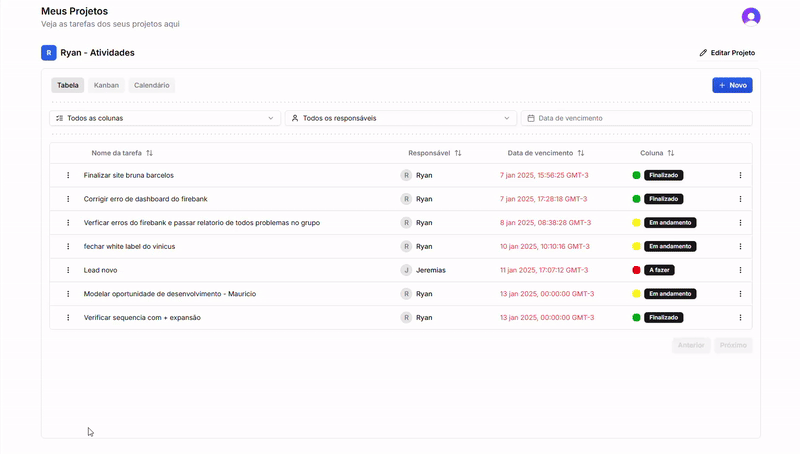 Meus Projetos
Veja as tarefas dos seus projetos aqui
R Ryan - Atividades Editar Projeto
Tabela Kanban Calendário + Novo
Todos as colunas Todos os responsáveis Data de vencimento
Nome da tarefa Responsável Data de vencimento Coluna
Finalizar site bruna barcelos R Ryan 7 jan 2025, 15:56:25 GMT-3 Finalizado
Corrigir erro de dashboard do firebank R Ryan 7 jan 2025, 17:28:18 GMT-3 Finalizado
Verficar erros do firebank e passar relatorio de todos problemas no grupo R Ryan 8 jan 2025, 08:38:28 GMT-3 Em andamento
fechar white label do vinicus R Ryan 10 jan 2025, 10:10:16 GMT-3 Em andamento
Lead novo J Jeremias 11 jan 2025, 17:07:12 GMT-3 A fazer
Modelar oportunidade de desenvolvimento - Mauricio R Ryan 13 jan 2025, 00:00:00 GMT-3 Em andamento
Verificar sequencia com + expansão R Ryan 13 jan 2025, 00:00:00 GMT-3 Finalizado
Anterior Próximo